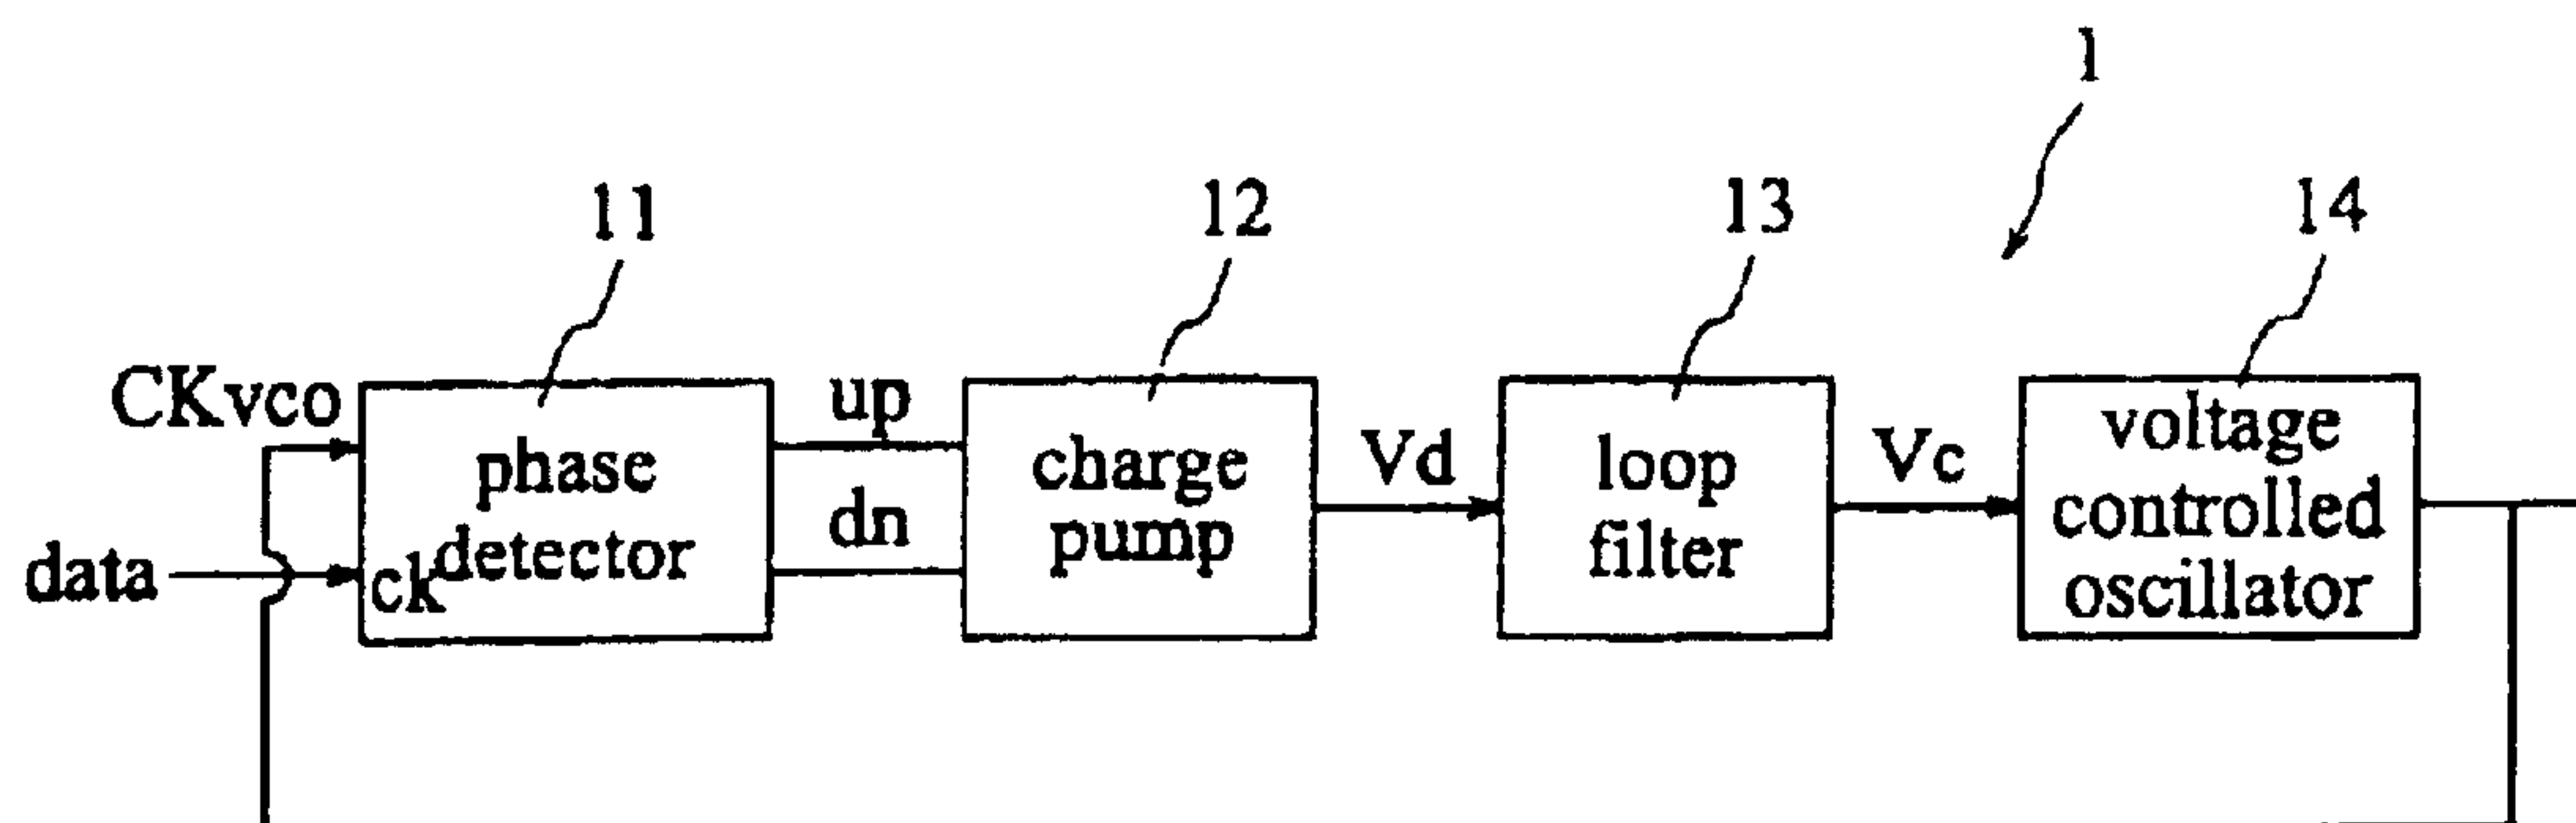 1
11
12
13
14
CKvco
data
ck
phase
detector
up
dn
charge
pump
Vd
loop
filter
Vc
voltage
controlled
oscillator